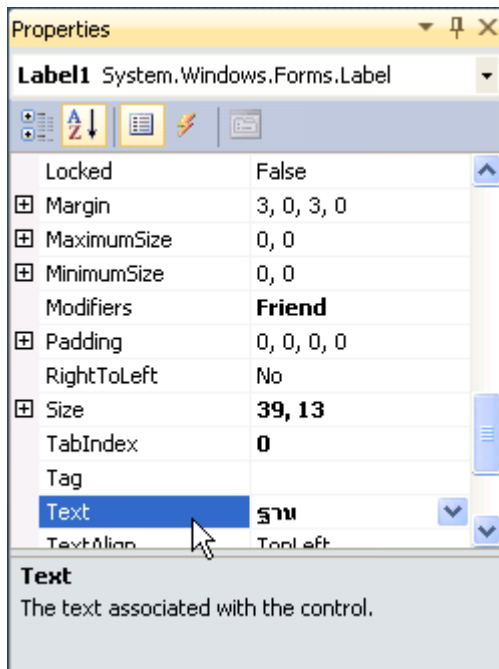 Properties
Label1 System.Windows.Forms.Label
Locked False
Margin 3, 0, 3, 0
MaximumSize 0, 0
MinimumSize 0, 0
Modifiers Friend
Padding 0, 0, 0, 0
RightToLeft No
Size 39, 13
TabIndex 0
Tag
Text ฐาน
TextAlign TopLeft
Text
The text associated with the control.